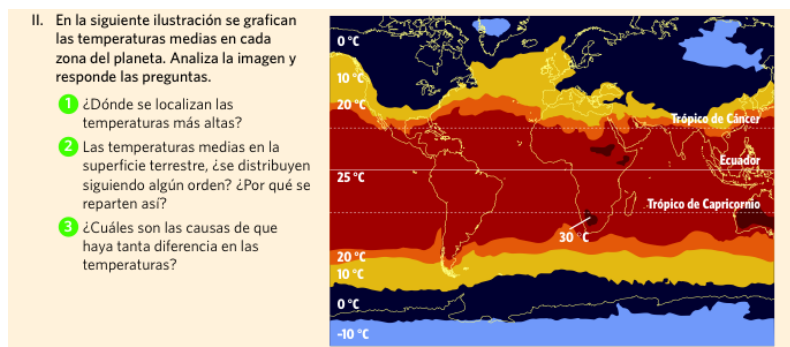 II. En la siguiente ilustración se grafican
las temperaturas medias en cada
zona del planeta. Analiza la imagen y
responde las preguntas.
1 ¿Dónde se localizan las
temperaturas más altas?
2 Las temperaturas medias en la
superficie terrestre, ¿se distribuyen
siguiendo algún orden? ¿Por qué se
reparten así?
3 ¿Cuáles son las causas de que
haya tanta diferencia en las
temperaturas?
0 °C
10 °C
20 °C
Trópico de Cáncer
Ecuador
25 °C
Trópico de Capricornio
30 °C
20 °C
10 °C
0 °C
-10 °C